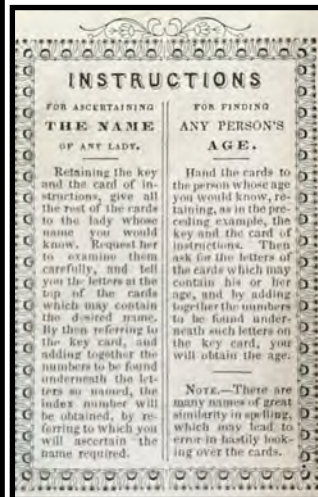 INSTRUCTIONS
FOR ASCERTAINING
THE NAME
OF ANY LADY.
Retaining the key
and the card of in-
structions, give all
the rest of the cards
to the lady whose
name you would
know. Request her
to examine them
carefully, and tell
you the letters at the
top of the cards
which may contain
the desired name.
By then referring to
the key card, and
adding together the
numbers to be found
underneath the let-
ters so named, the
index number will
be obtained, by re-
ferring to which you
will ascertain the
name required.
FOR FINDING
ANY PERSON'S
AGE.
Hand the cards to
the person whose age
you would know, re-
taining, as in the pre-
ceding example, the
key and the card of
instructions. Then
ask for the letters of
the cards which may
contain his or her
age, and by adding
together the numbers
to be found under-
neath such letters on
the key card, you
will obtain the age.
NOTE.—There are
many names of great
similarity in spelling,
which may lead to
error in hastily look-
ing over the cards.